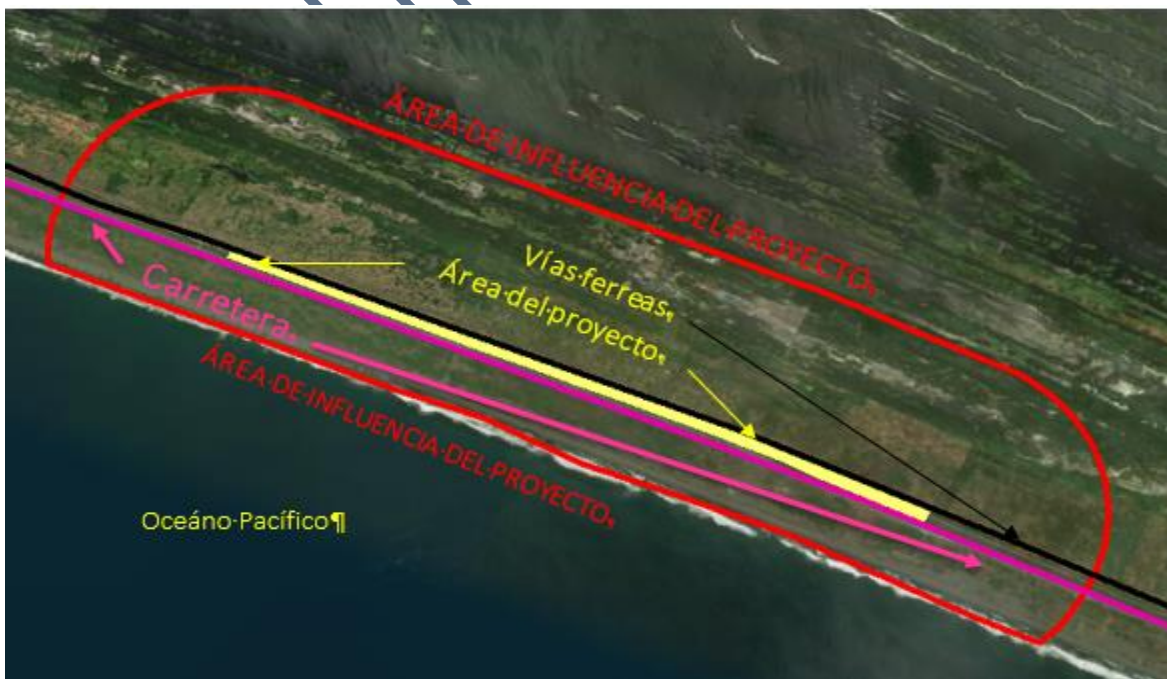 ÁREA·DE·INFLUENCIA·DEL·PROYECTO
Vías·ferreas
Área·del·proyecto
Carretera
ÁREA·DE·INFLUENCIA·DEL·PROYECTO
Oceáno·Pacífico¶